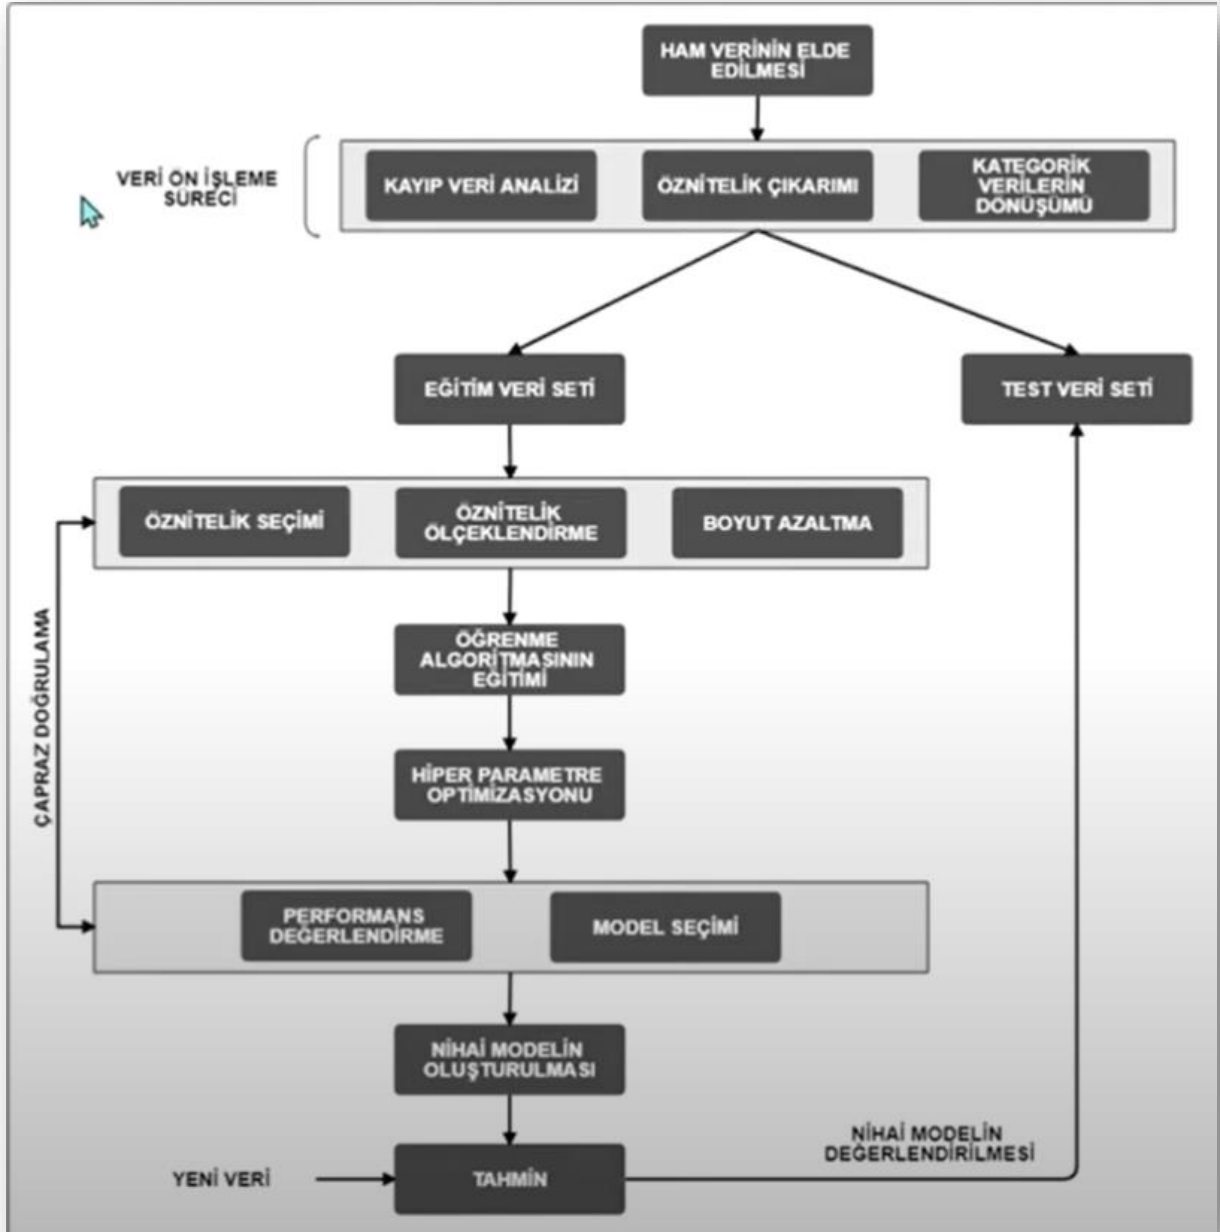 HAM VERİNİN ELDE
EDİLMESİ
VERİ ÖN İŞLEME
SÜRECİ
KAYIP VERİ ANALİZİ
ÖZNİTELİK ÇIKARIMI
KATEGORİK
VERİLERİN
DÖNÜŞÜMÜ
EĞİTİM VERİ SETİ
TEST VERİ SETİ
ÖZNİTELİK SEÇİMİ
ÖZNİTELİK
ÖLÇEKLENDİRME
BOYUT AZALTMA
ÇAPRAZ DOĞRULAMA
ÖĞRENME
ALGORİTMASININ
EĞİTİMİ
HİPER PARAMETRE
OPTİMİZASYONU
PERFORMANS
DEĞERLENDİRME
MODEL SEÇİMİ
NİHAİ MODELİN
OLUŞTURULMASI
NİHAİ MODELİN
DEĞERLENDİRİLMESİ
YENİ VERİ
TAHMİN